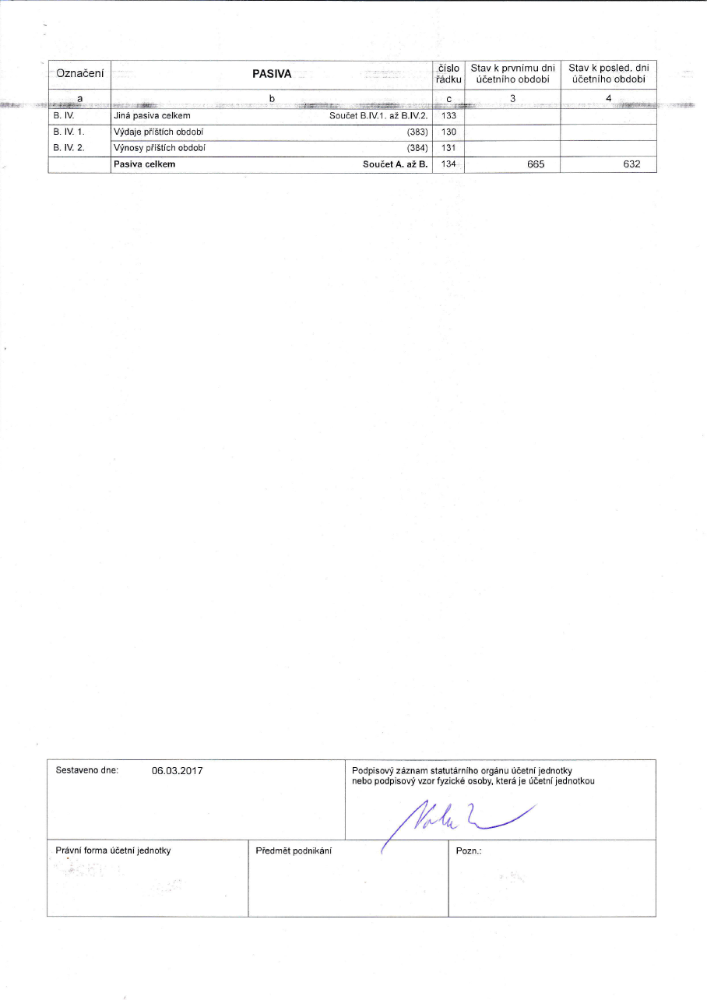 Označení PASIVA číslo řádku Stav k prvnímu dni účetního období Stav k posled. dni účetního období
a b c 3 4
B. IV. Jiná pasiva celkem Součet B.IV.1. až B.IV.2. 133
B. IV. 1. Výdaje příštích období (383) 130
B. IV. 2. Výnosy příštích období (384) 131
Pasiva celkem Součet A. až B. 134 665 632
Sestaveno dne: 06.03.2017
Podpisový záznam statutárního orgánu účetní jednotky
nebo podpisový vzor fyzické osoby, která je účetní jednotkou
Právní forma účetní jednotky Předmět podnikání Pozn.: